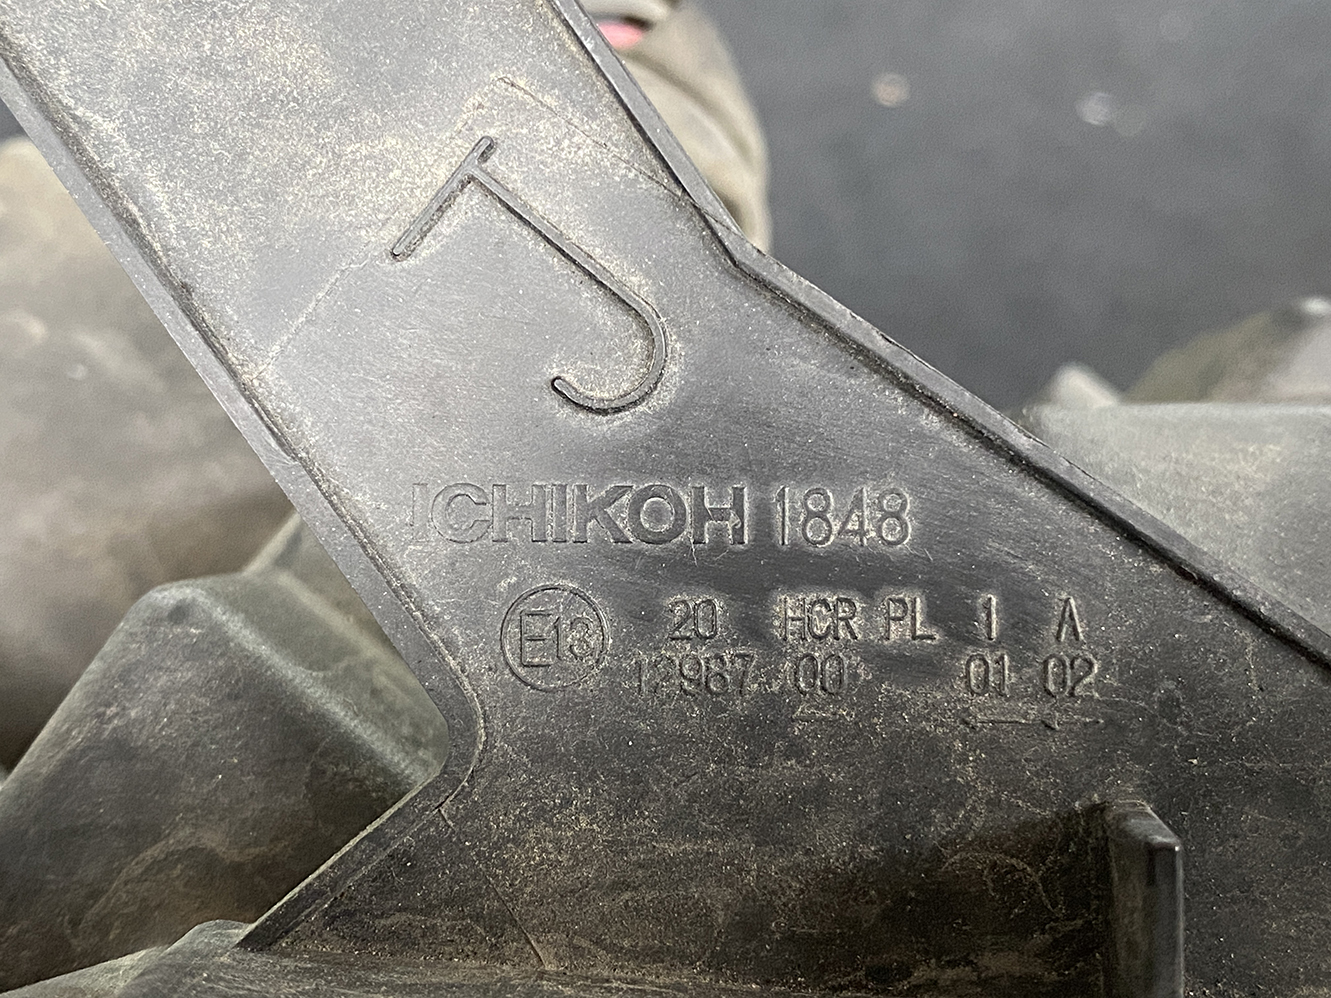 J
ICHIKOH 1848
E13 20 HCR PL 1 A
12987 00 01 02